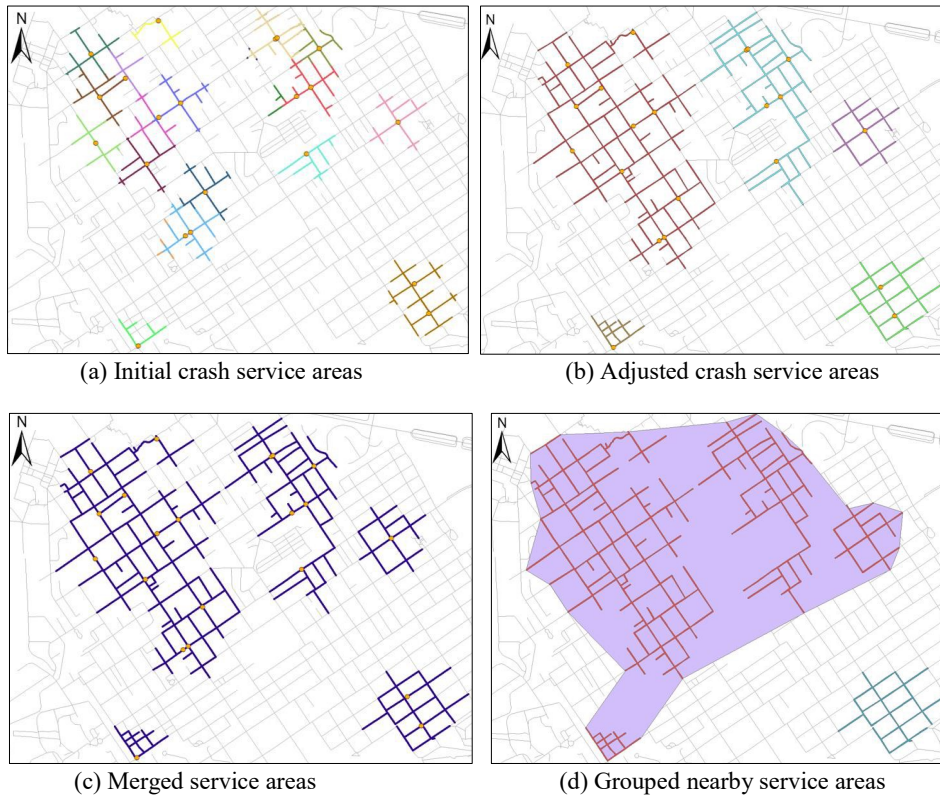 N
N
(a) Initial crash service areas
(b) Adjusted crash service areas
N
N
(c) Merged service areas
(d) Grouped nearby service areas